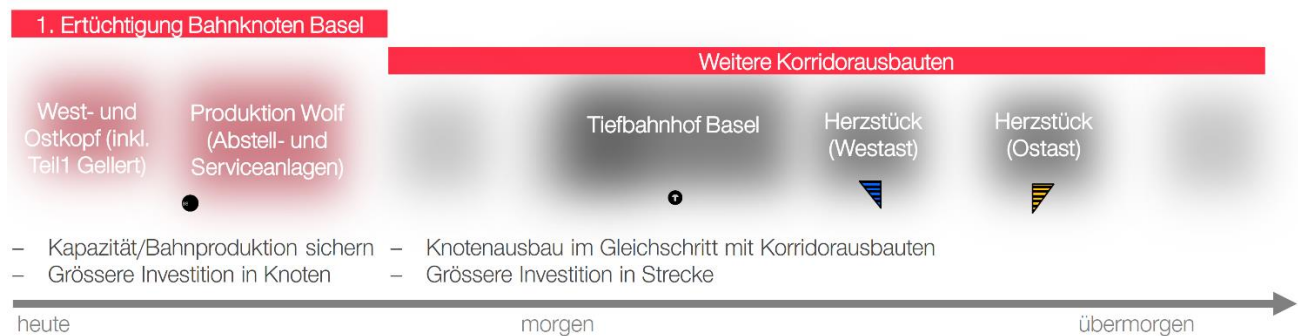 1. Ertüchtigung Bahnknoten Basel
Weitere Korridorausbauten
West- und
Ostkopf (inkl.
Teil1 Gellert)
Produktion Wolf
(Abstell- und
Serviceanlagen)
Tiefbahnhof Basel
Herzstück
(Westast)
Herzstück
(Ostast)
– Kapazität/Bahnproduktion sichern
– Grössere Investition in Knoten
– Knotenausbau im Gleichschritt mit Korridorausbauten
– Grössere Investition in Strecke
heute
morgen
übermorgen